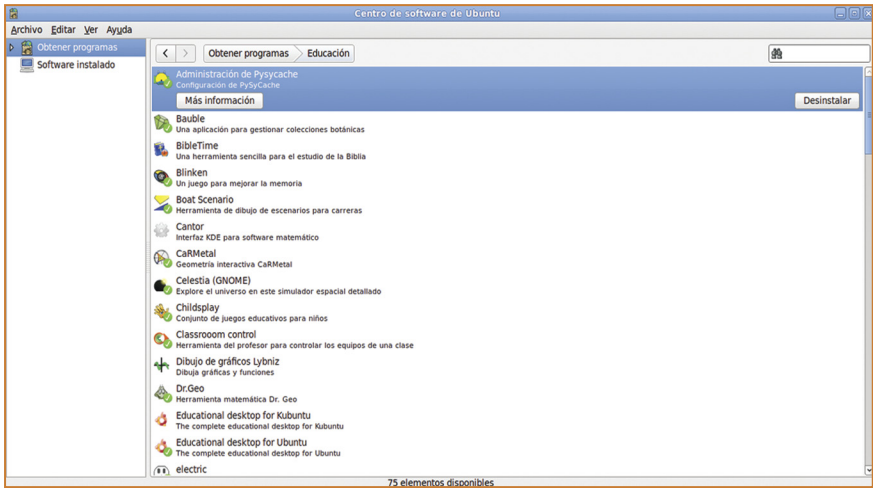 Centro de software de Ubuntu
Archivo Editar Ver Ayuda
Obtener programas
Software instalado
Obtener programas Educación
Administración de Pysycache
Configuración de PySyCache
Más información Desinstalar
Bauble
Una aplicación para gestionar colecciones botánicas
BibleTime
Una herramienta sencilla para el estudio de la Biblia
Blinken
Un juego para mejorar la memoria
Boat Scenario
Herramienta de dibujo de escenarios para carreras
Cantor
Interfaz KDE para software matemático
CaRMetal
Geometría interactiva CaRMetal
Celestia (GNOME)
Explore el universo en este simulador espacial detallado
Childsplay
Conjunto de juegos educativos para niños
Classrooom control
Herramienta del profesor para controlar los equipos de una clase
Dibujo de gráficos Lybniz
Dibuja gráficas y funciones
Dr.Geo
Herramienta matemática Dr. Geo
Educational desktop for Kubuntu
The complete educational desktop for Kubuntu
Educational desktop for Ubuntu
The complete educational desktop for Ubuntu
electric
75 elementos disponibles